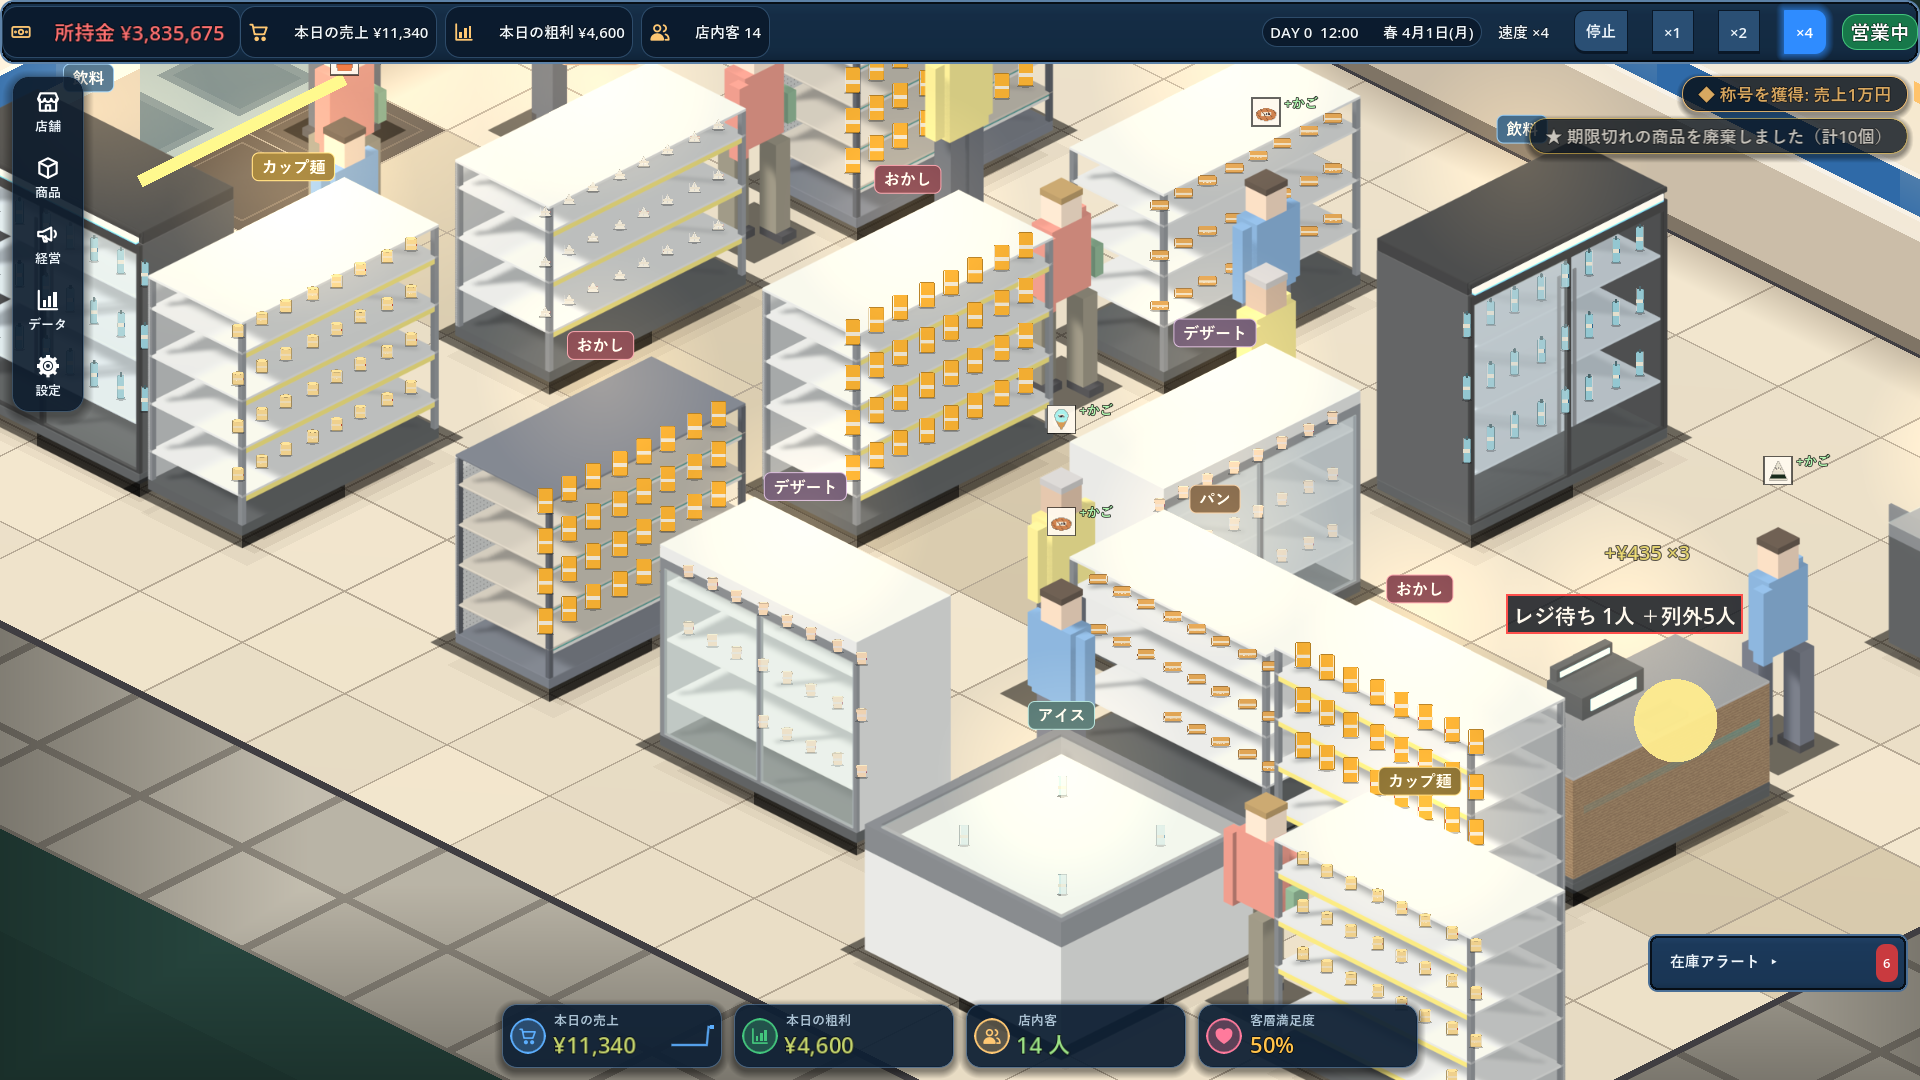 所持金 ¥3,835,675
本日の売上 ¥11,340
本日の粗利 ¥4,600
店内客 14
DAY 0 12:00 春 4月1日(月)
速度 ×4
停止
×1
×2
×4
営業中
◆ 称号を獲得: 売上1万円
★ 期限切れの商品を廃棄しました（計10個）
飲料
店舗
商品
経営
データ
設定
飲料
カップ麺
おかし
+かご
おかし
デザート
+かご
デザート
+かご
パン
+かご
+¥435 ×3
おかし
レジ待ち 1人 ＋列外5人
アイス
カップ麺
在庫アラート ▸
6
本日の売上
¥11,340
本日の粗利
¥4,600
店内客
14 人
客層満足度
50%